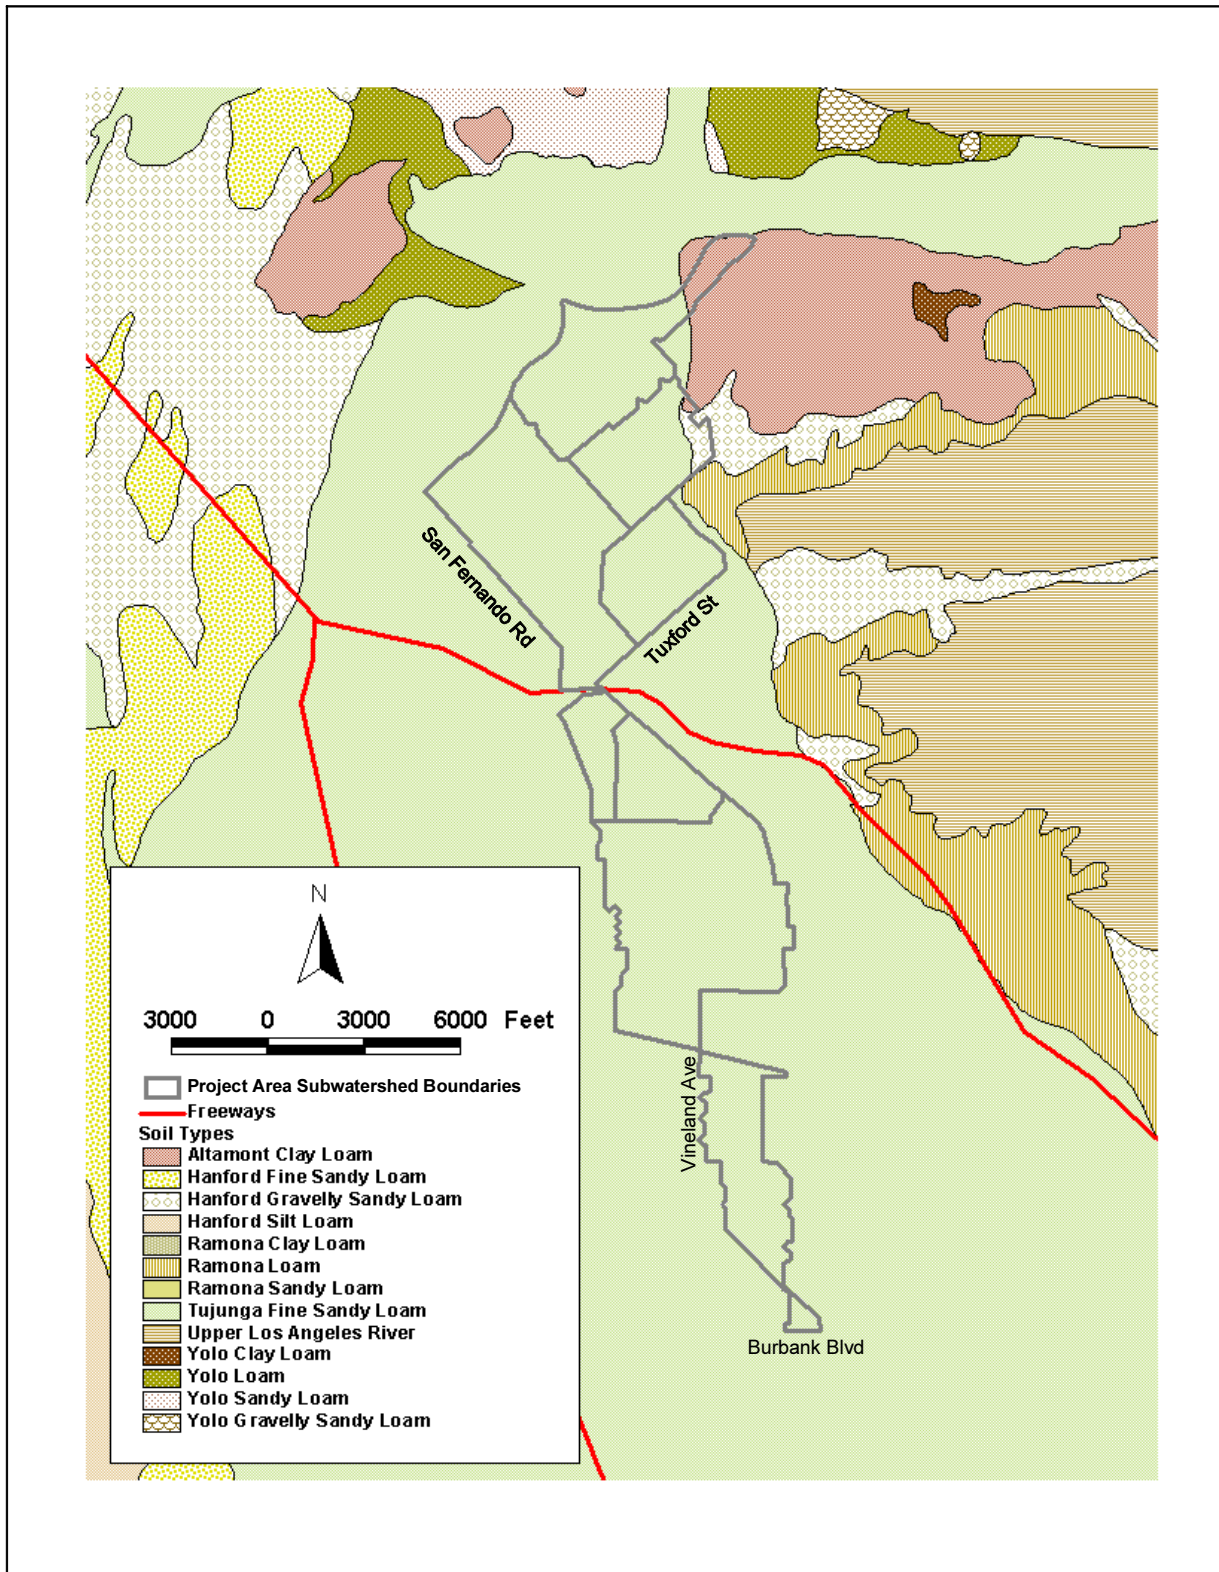 San Fernando Rd
Tuxford St
N
3000 0 3000 6000 Feet
Project Area Subwatershed Boundaries
Freeways
Soil Types
Altamont Clay Loam
Hanford Fine Sandy Loam
Hanford Gravelly Sandy Loam
Hanford Silt Loam
Ramona Clay Loam
Ramona Loam
Ramona Sandy Loam
Tujunga Fine Sandy Loam
Upper Los Angeles River
Yolo Clay Loam
Yolo Loam
Yolo Sandy Loam
Yolo Gravelly Sandy Loam
Vineland Ave
Burbank Blvd